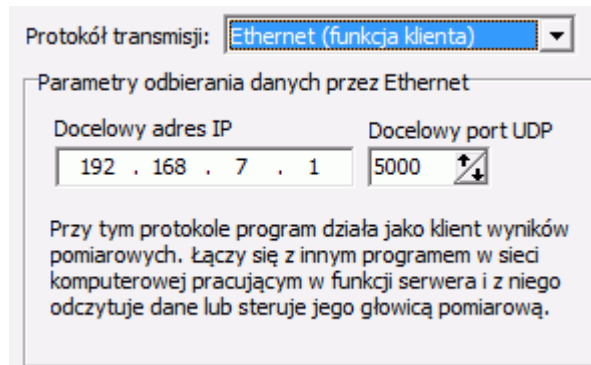 Protokół transmisji: Ethernet (funkcja klienta)
Parametry odbierania danych przez Ethernet
Docelowy adres IP Docelowy port UDP
192 . 168 . 7 . 1 5000
Przy tym protokole program działa jako klient wyników
pomiarowych. Łączy się z innym programem w sieci
komputerowej pracującym w funkcji serwera i z niego
odczytuje dane lub steruje jego głowicą pomiarową.